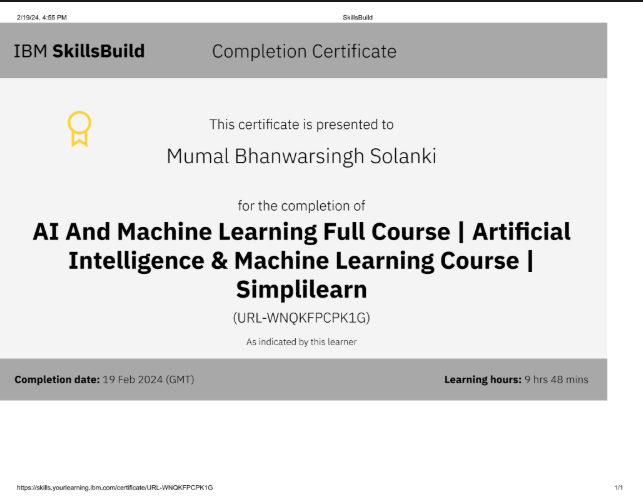 2/19/24, 4:55 PM SkillsBuild
IBM SkillsBuild Completion Certificate
This certificate is presented to
Mumal Bhanwarsingh Solanki
for the completion of
AI And Machine Learning Full Course | Artificial
Intelligence & Machine Learning Course |
Simplilearn
(URL-WNQKFPCPK1G)
As indicated by this learner
Completion date: 19 Feb 2024 (GMT) Learning hours: 9 hrs 48 mins
https://skills.yourlearning.ibm.com/certificate/URL-WNQKFPCPK1G 1/1